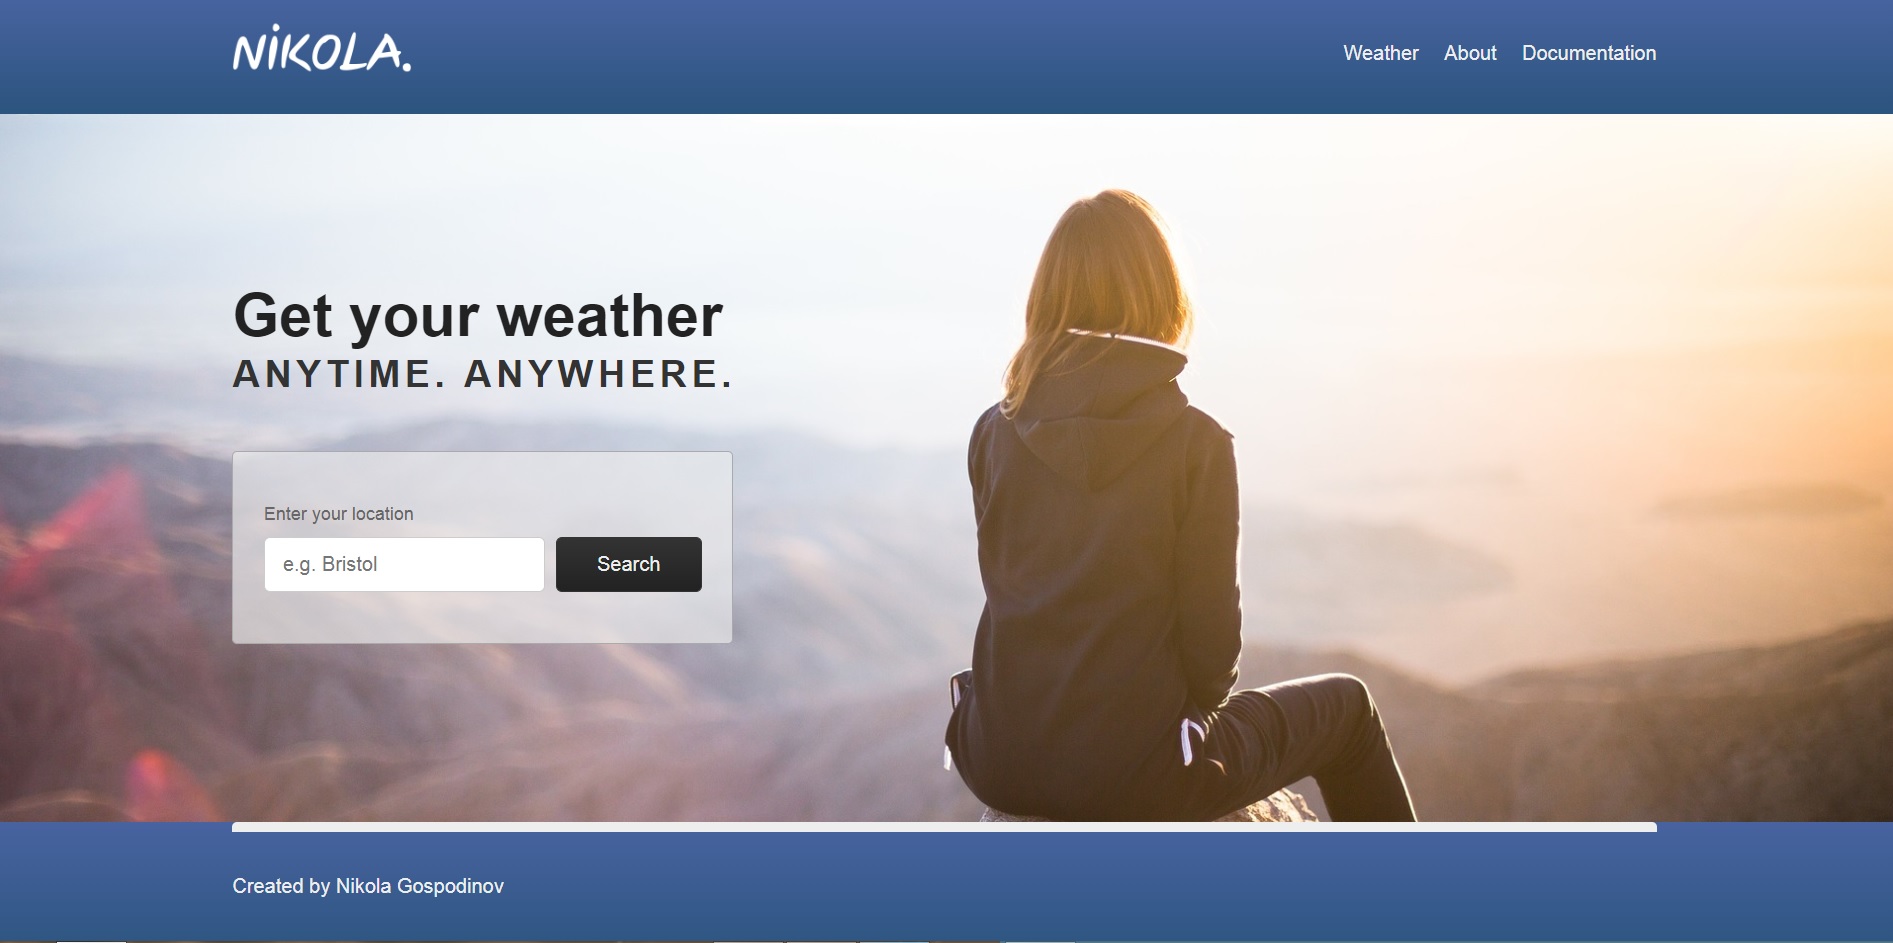 NIKOLA.
Weather About Documentation
Get your weather
ANYTIME. ANYWHERE.
Enter your location
e.g. Bristol
Search
Created by Nikola Gospodinov